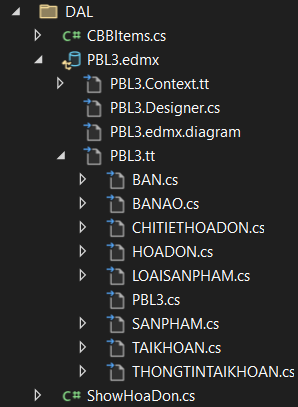 DAL
C# CBBItems.cs
PBL3.edmx
PBL3.Context.tt
PBL3.Designer.cs
PBL3.edmx.diagram
PBL3.tt
BAN.cs
BANAO.cs
CHITIETHOADON.cs
HOADON.cs
LOAISANPHAM.cs
PBL3.cs
SANPHAM.cs
TAIKHOAN.cs
THONGTINTAIKHOAN.cs
C# ShowHoaDon.cs